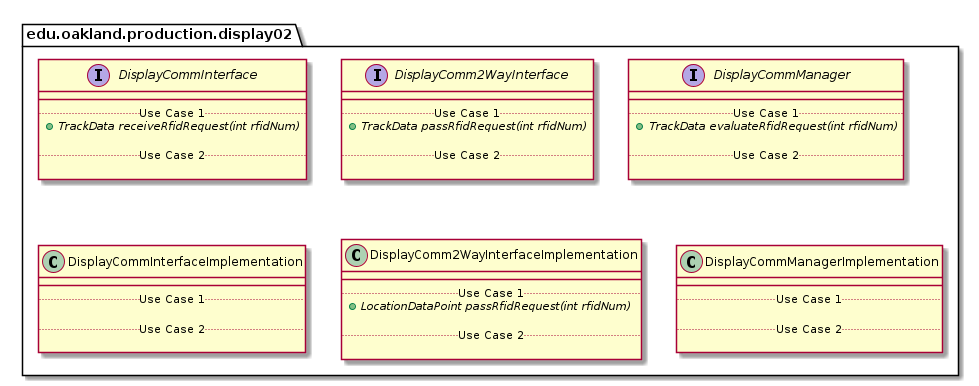 edu.oakland.production.display02
I DisplayCommInterface
Use Case 1
TrackData receiveRfidRequest(int rfidNum)
Use Case 2
I DisplayComm2WayInterface
Use Case 1
TrackData passRfidRequest(int rfidNum)
Use Case 2
I DisplayCommManager
Use Case 1
TrackData evaluateRfidRequest(int rfidNum)
Use Case 2
C DisplayCommInterfaceImplementation
Use Case 1
Use Case 2
C DisplayComm2WayInterfaceImplementation
Use Case 1
LocationDataPoint passRfidRequest(int rfidNum)
Use Case 2
C DisplayCommManagerImplementation
Use Case 1
Use Case 2